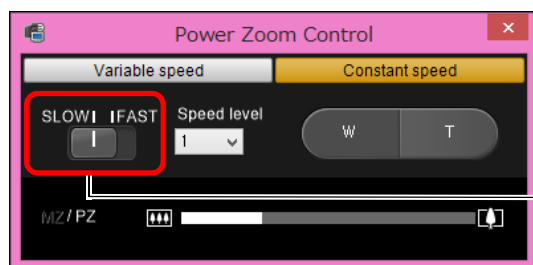 Power Zoom Control
Variable speed Constant speed
SLOW FAST Speed level
1 W T
MZ/PZ